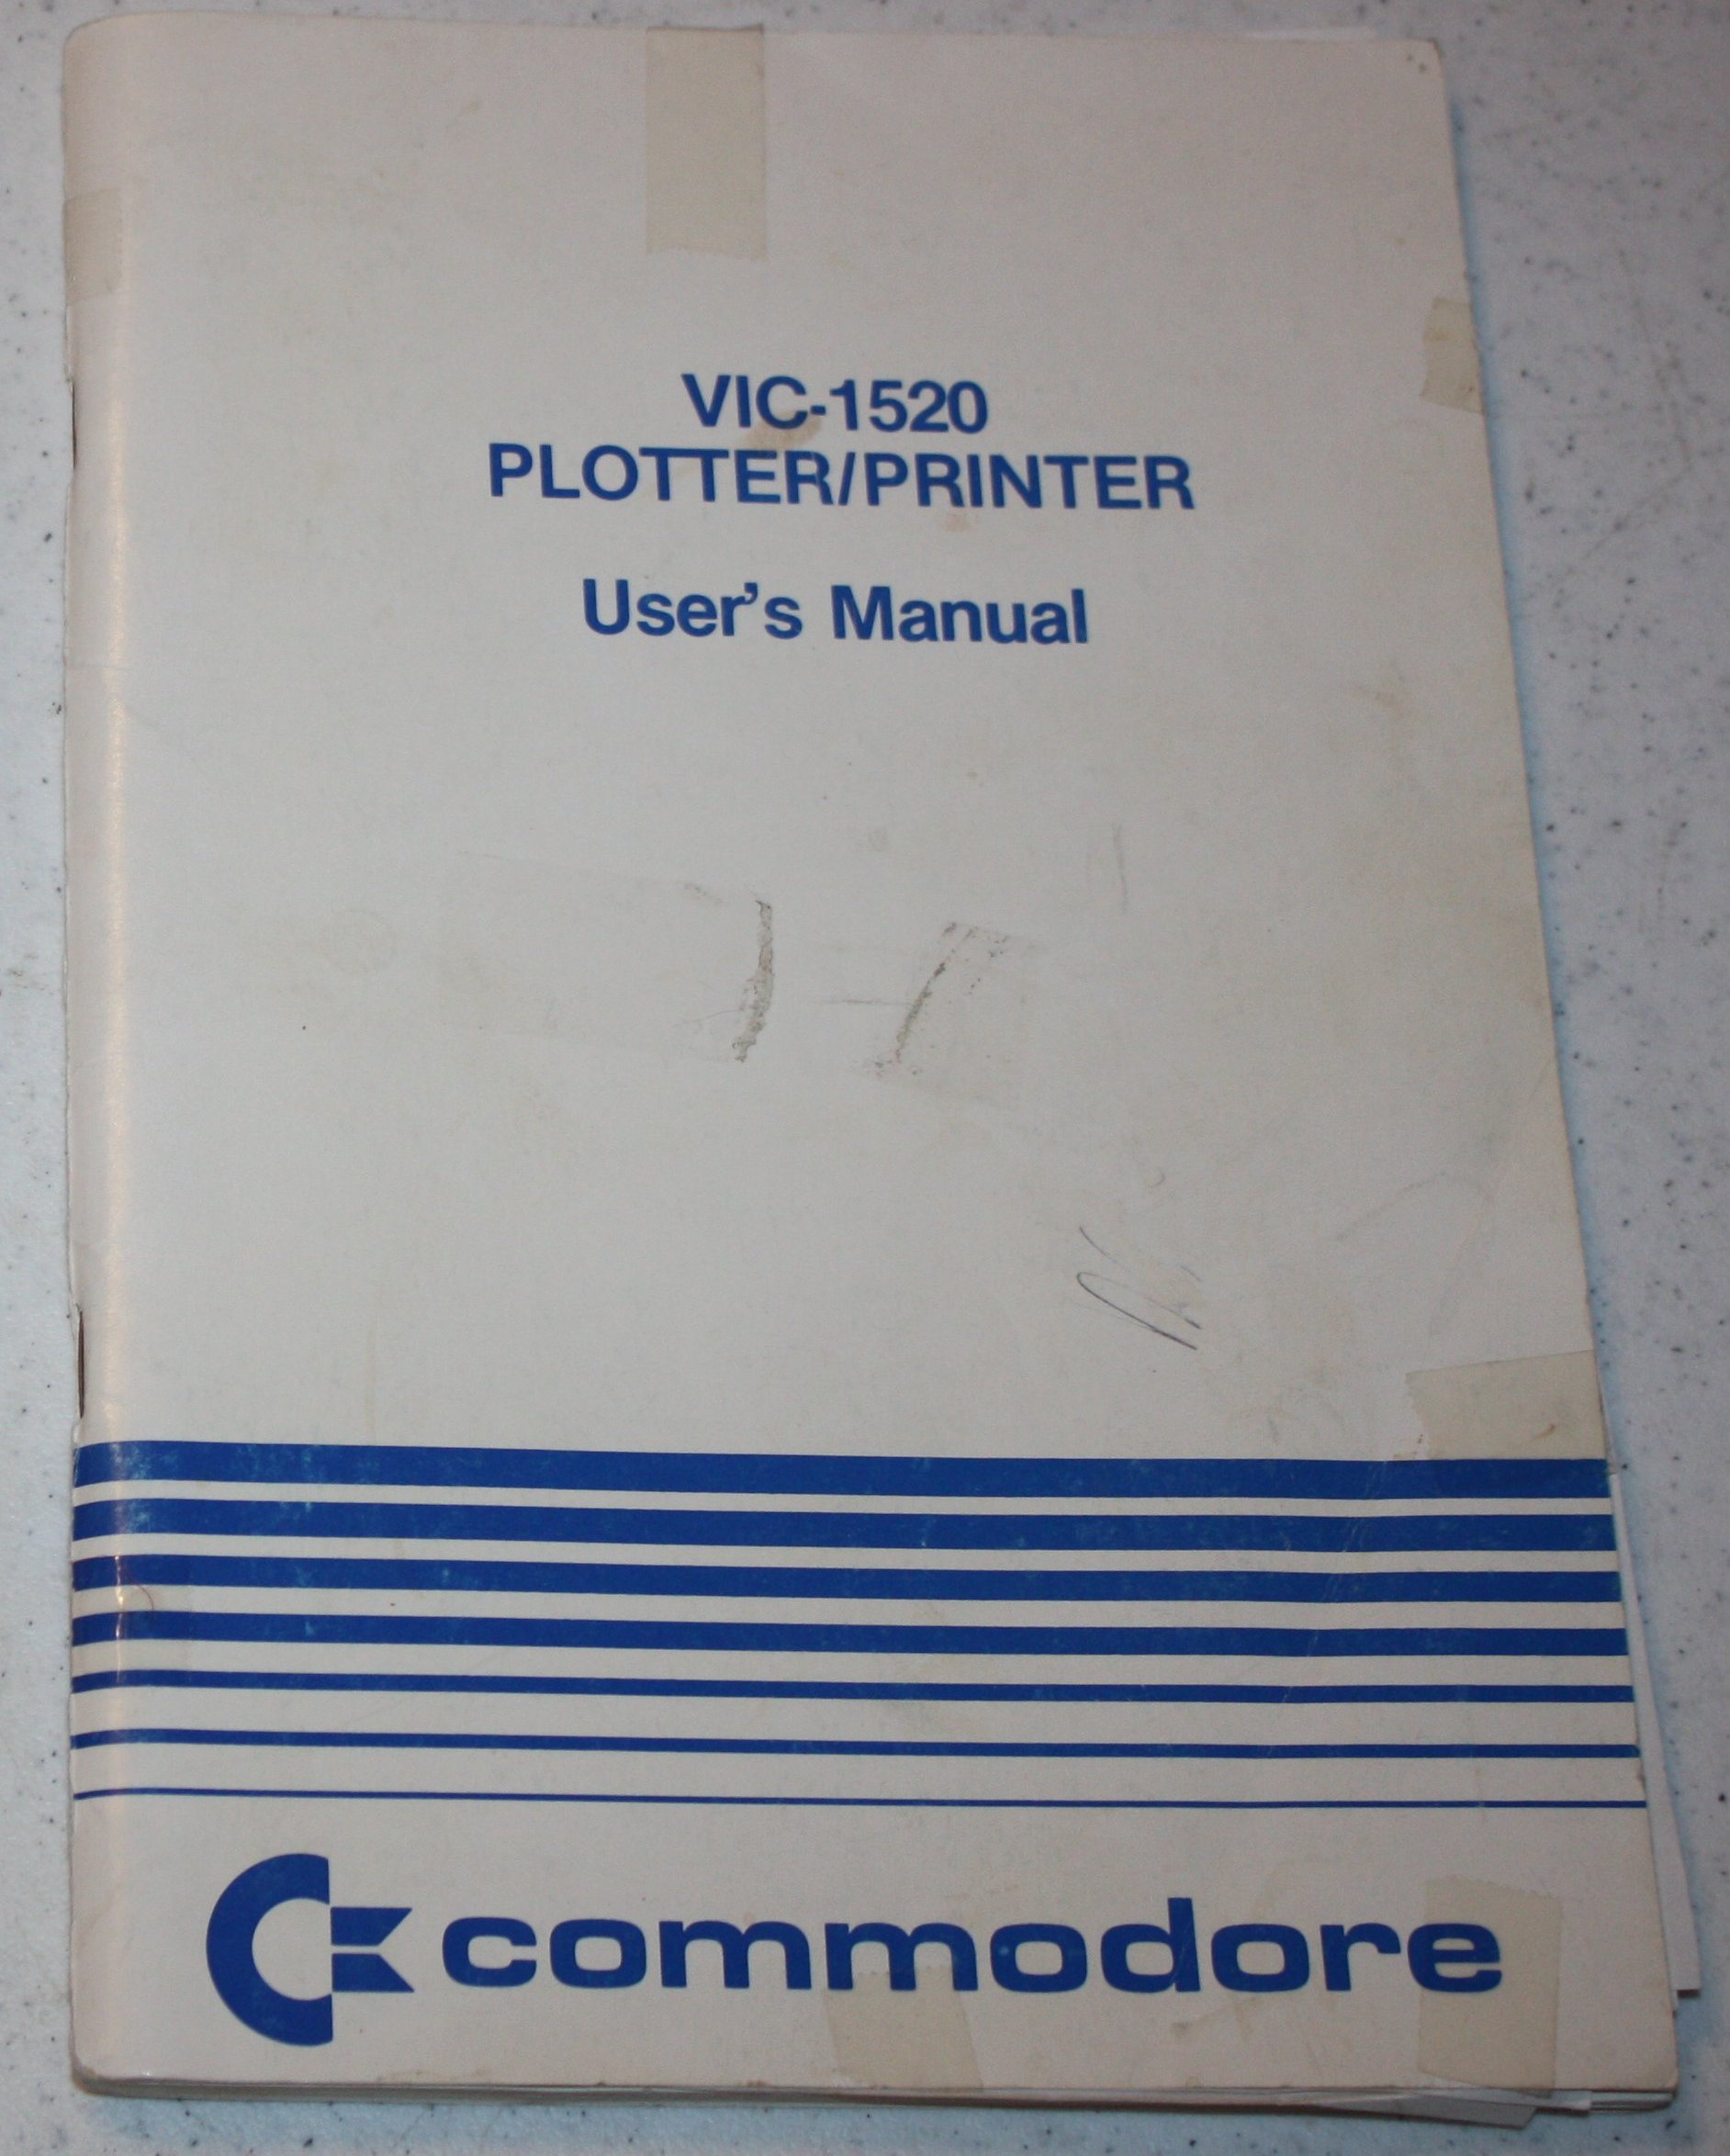 VIC-1520
PLOTTER/PRINTER
User's Manual
commodore